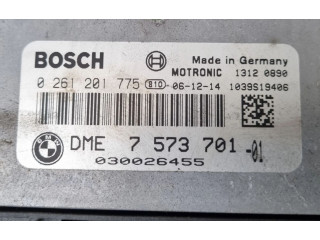 BOSCH
Made in Germany
MOTRONIC 1312 0890
0 261 201 775 B10 06-12-14 1039S19406
BMW DME 7 573 701 -01
030026455